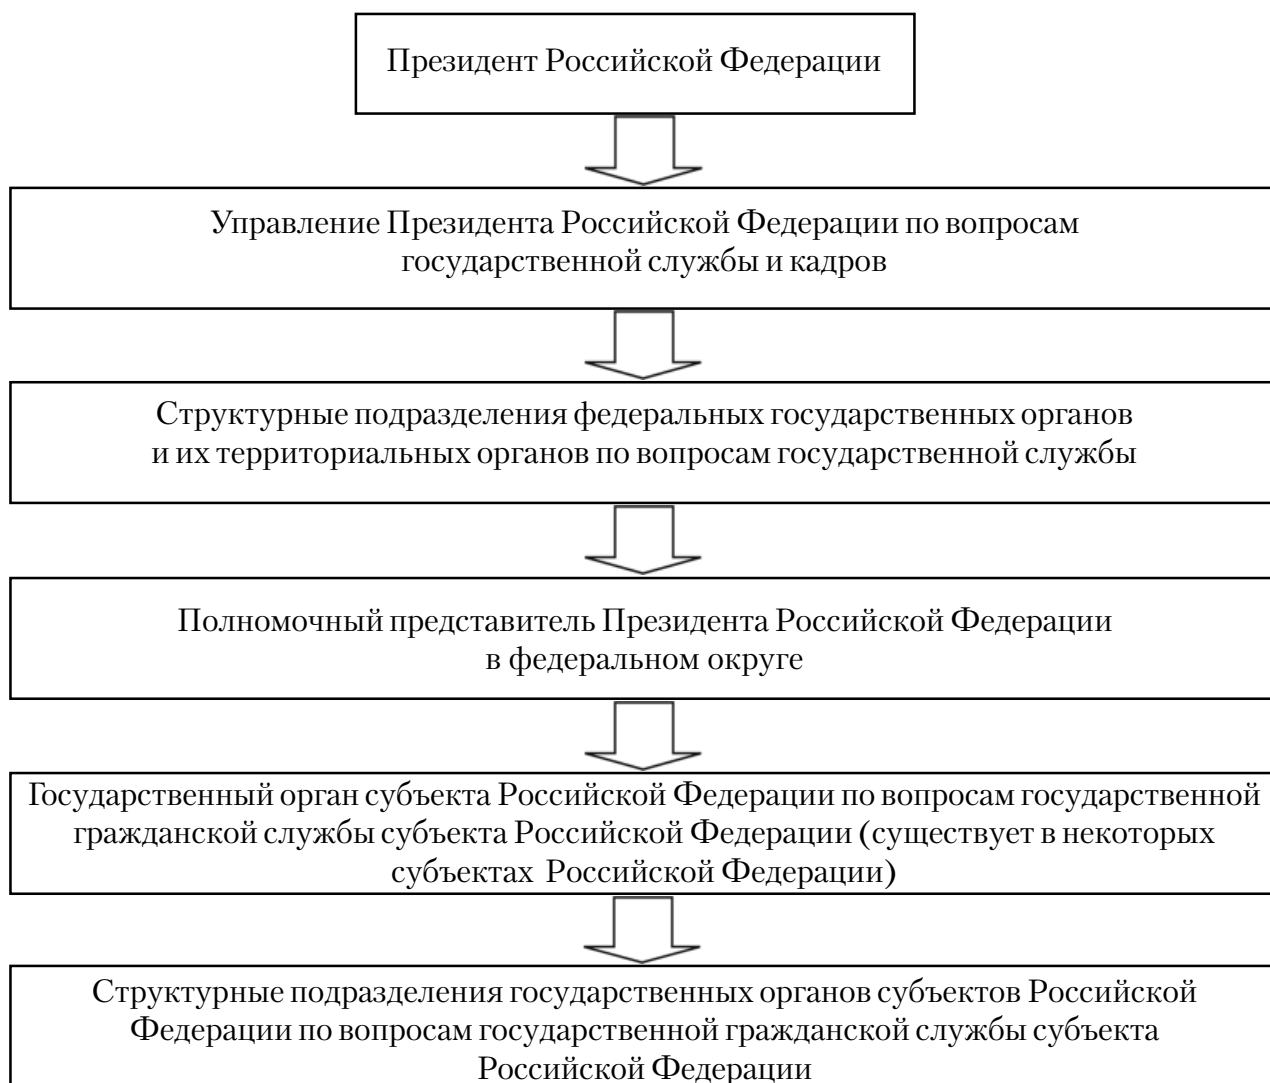 Президент Российской Федерации
Управление Президента Российской Федерации по вопросам
государственной службы и кадров
Структурные подразделения федеральных государственных органов
и их территориальных органов по вопросам государственной службы
Полномочный представитель Президента Российской Федерации
в федеральном округе
Государственный орган субъекта Российской Федерации по вопросам государственной
гражданской службы субъекта Российской Федерации (существует в некоторых
субъектах Российской Федерации)
Структурные подразделения государственных органов субъектов Российской
Федерации по вопросам государственной гражданской службы субъекта
Российской Федерации